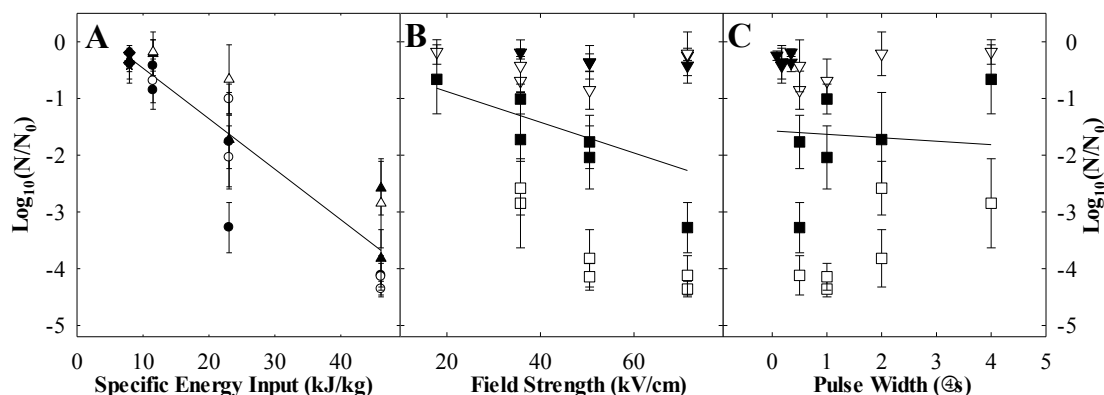 A
B
C
-0
-1
-2
-3
-4
-5
Log10(N/N0)
-0
-1
-2
-3
-4
-5
Log10(N/N0)
0 10 20 30 40
20 40 60
0 1 2 3 4 5
Specific Energy Input (kJ/kg)
Field Strength (kV/cm)
Pulse Width (④s)